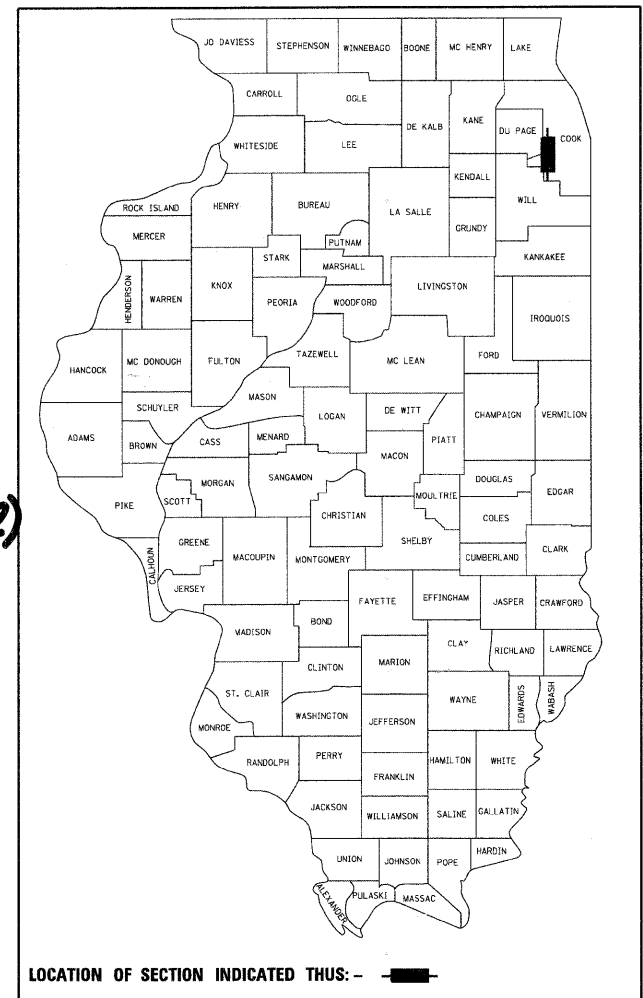 JO DAVIESS STEPHENSON WINNEBAGO BOONE MC HENRY LAKE
CARROLL OGLE DE KALB KANE DU PAGE COOK
WHITESIDE LEE
KENDALL WILL
ROCK ISLAND HENRY BUREAU LA SALLE GRUNDY
MERCER PUTNAM
STARK MARSHALL KANKAKEE
HENDERSON WARREN KNOX PEORIA WOODFORD LIVINGSTON
IROQUOIS
HANCOCK MC DONOUGH FULTON TAZEWELL MC LEAN FORD
MASON
SCHUYLER LOGAN DE WITT CHAMPAIGN VERMILION
ADAMS BROWN CASS MENARD MACON PIATT
MORGAN SANGAMON DOUGLAS
PIKE SCOTT CHRISTIAN MOULTRIE EDGAR
COLES
GREENE MACOUPIN MONTGOMERY SHELBY
CALHOUN CUMBERLAND CLARK
JERSEY FAYETTE EFFINGHAM JASPER CRAWFORD
MADISON BOND
CLAY RICHLAND LAWRENCE
CLINTON MARION
ST. CLAIR WAYNE EDWARDS WABASH
WASHINGTON JEFFERSON
MONROE
RANDOLPH PERRY HAMILTON WHITE
FRANKLIN
JACKSON WILLIAMSON SALINE GALLATIN
UNION JOHNSON POPE HARDIN
ALEXANDER PULASKI MASSAC
LOCATION OF SECTION INDICATED THUS: -